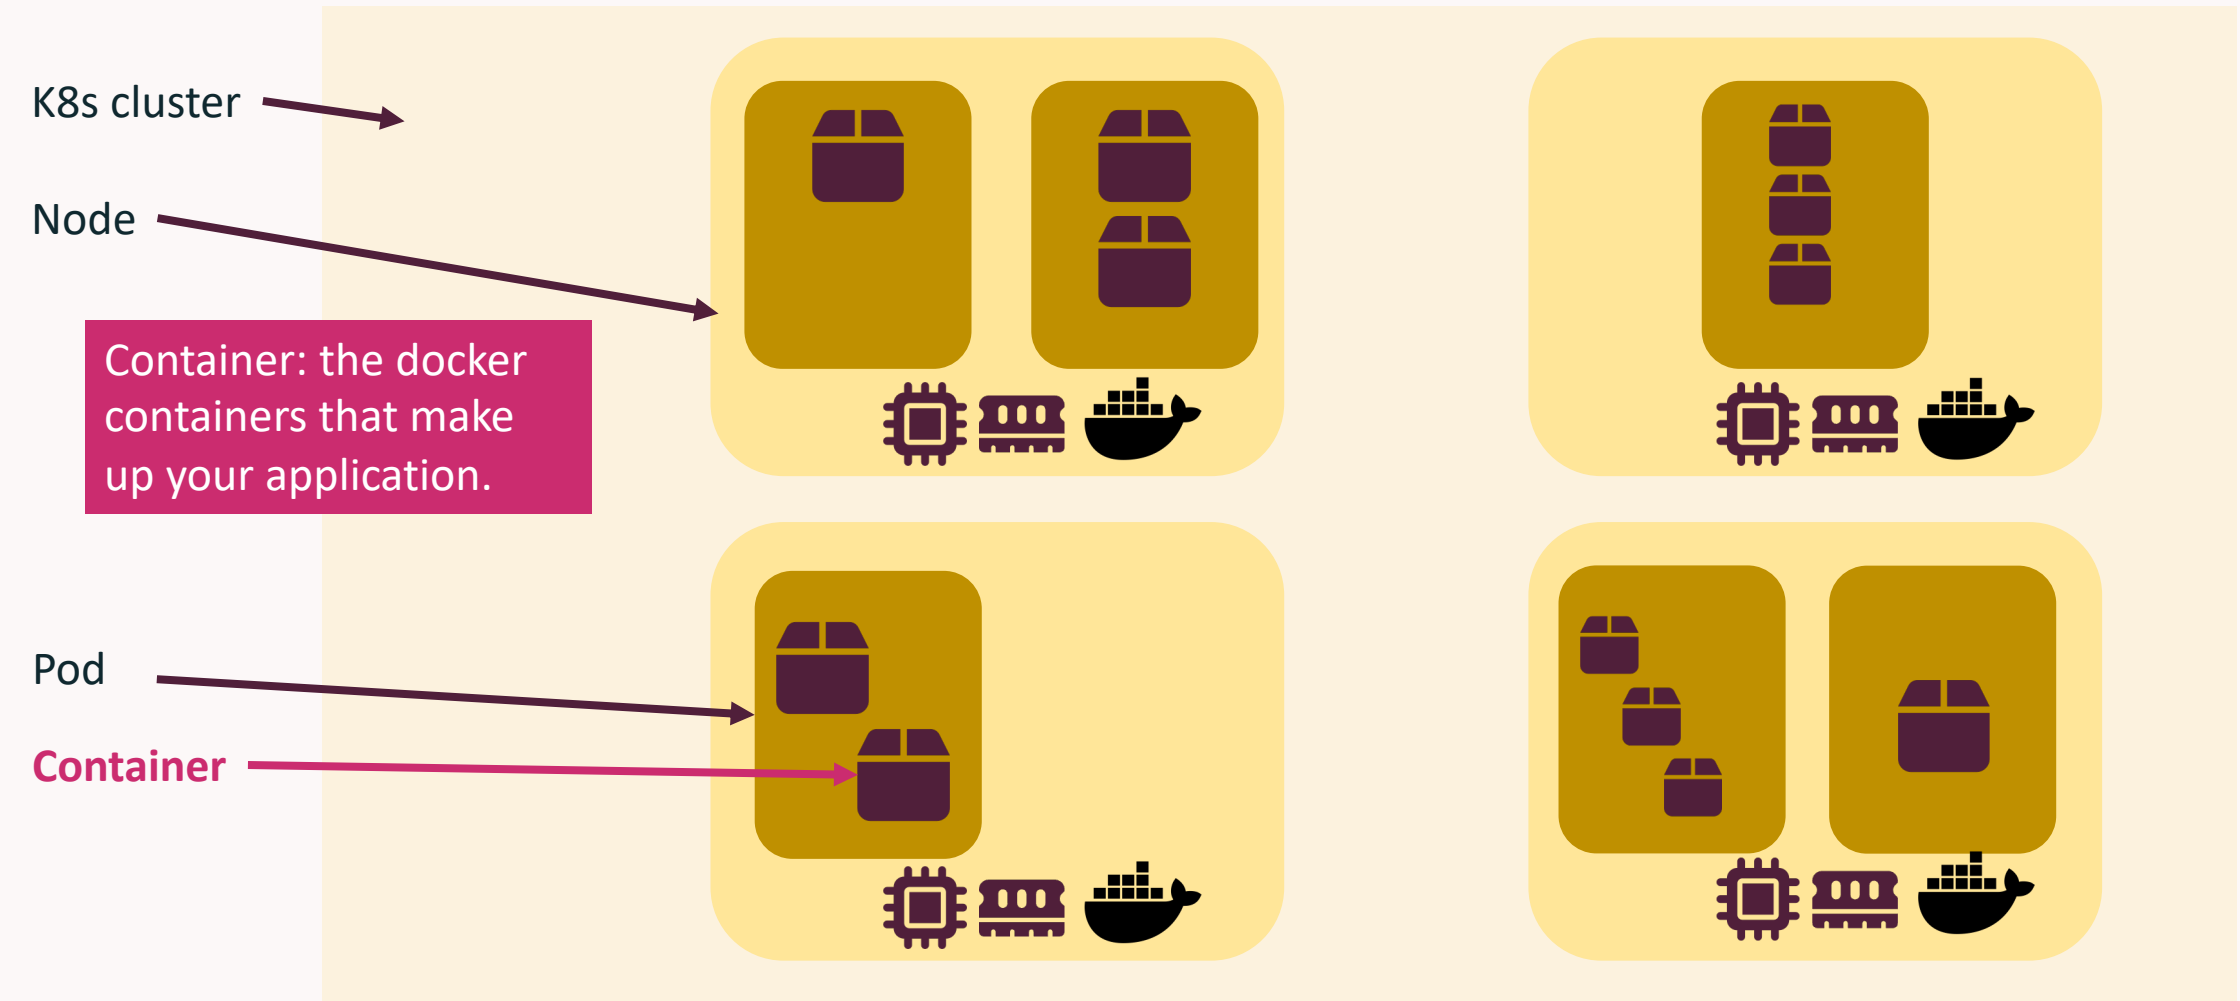 K8s cluster
Node
Container: the docker
containers that make
up your application.
Pod
Container